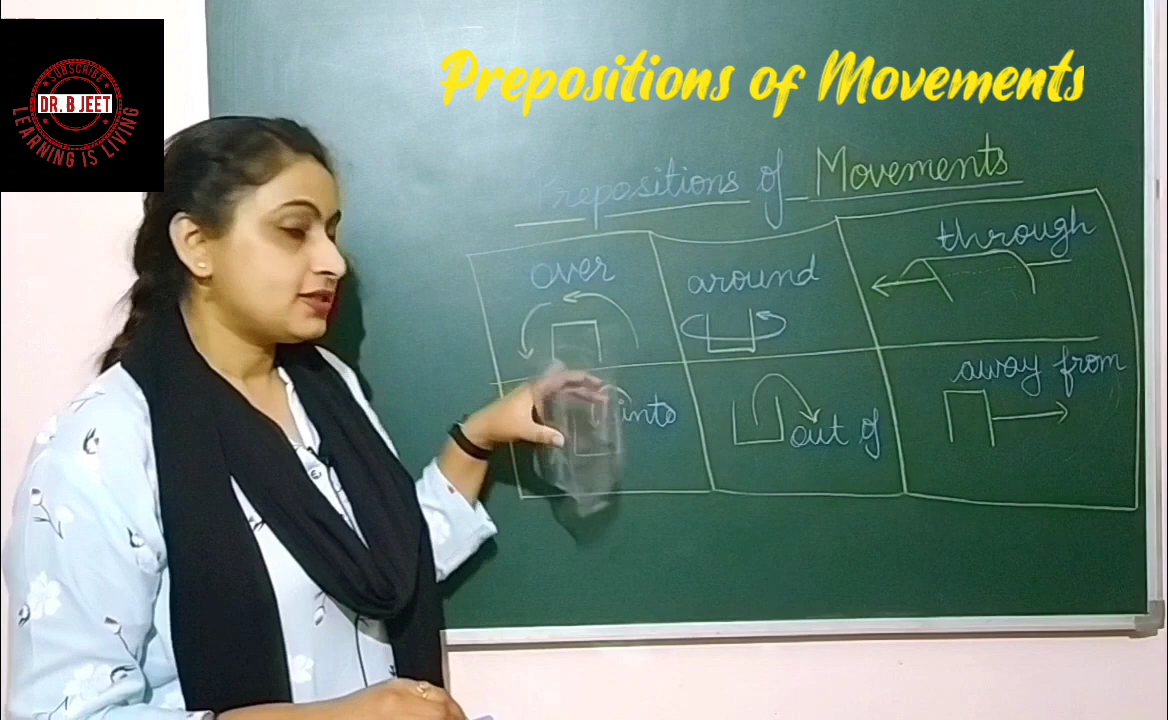 SUBSCRIBE
DR. B JEET
LEARNING IS LIVING
Prepositions of Movements
Prepositions of Movements
over
around
through
into
out of
away from